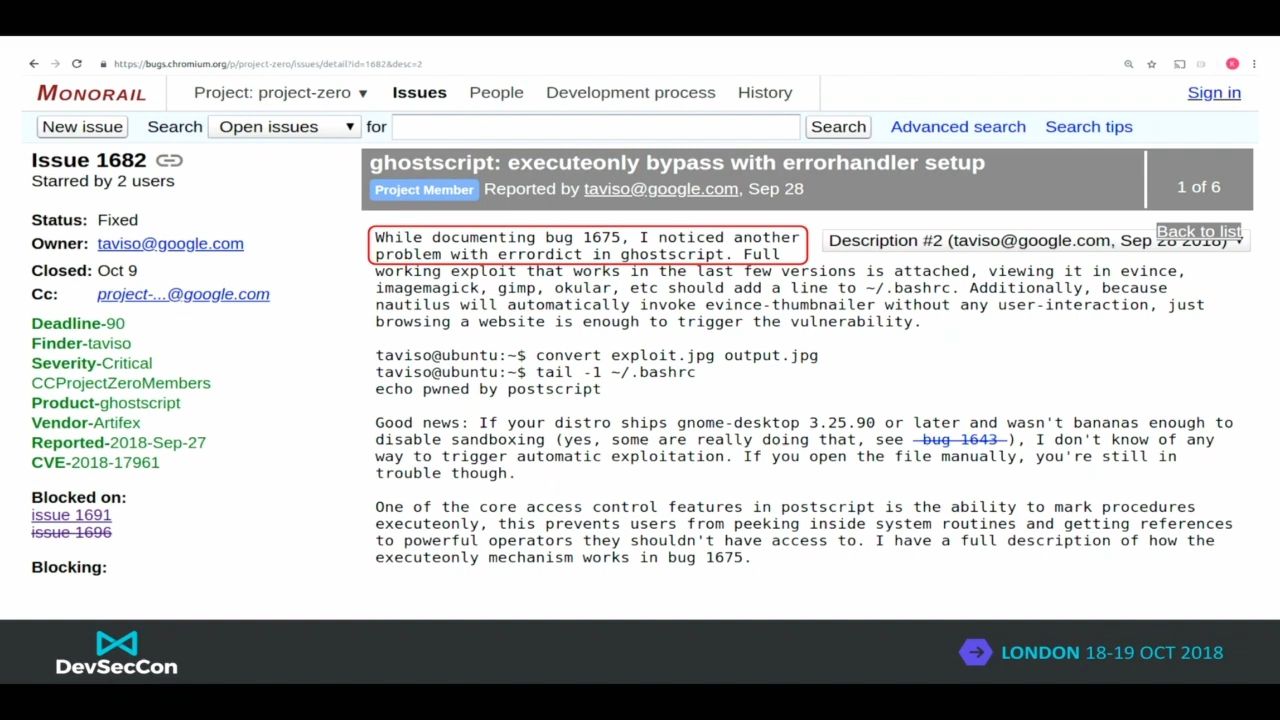 https://bugs.chromium.org/p/project-zero/issues/detail?id=1682&desc=2
K
MONORAIL
Project: project-zero ▼ Issues People Development process History
Sign in
New issue Search Open issues ▼ for Search Advanced search Search tips
Issue 1682
Starred by 2 users
Status: Fixed
Owner: taviso@google.com
Closed: Oct 9
Cc: project-...@google.com
Deadline-90
Finder-taviso
Severity-Critical
CCProjectZeroMembers
Product-ghostscript
Vendor-Artifex
Reported-2018-Sep-27
CVE-2018-17961
Blocked on:
issue 1691
issue 1696
Blocking:
ghostscript: executeonly bypass with errorhandler setup
Project Member Reported by taviso@google.com, Sep 28
1 of 6
Back to list
Description #2 (taviso@google.com, Sep 28 2018) ▼
While documenting bug 1675, I noticed another
problem with errordict in ghostscript. Full
working exploit that works in the last few versions is attached, viewing it in evince,
imagemagick, gimp, okular, etc should add a line to ~/.bashrc. Additionally, because
nautilus will automatically invoke evince-thumbnailer without any user-interaction, just
browsing a website is enough to trigger the vulnerability.
taviso@ubuntu:~$ convert exploit.jpg output.jpg
taviso@ubuntu:~$ tail -1 ~/.bashrc
echo pwned by postscript
Good news: If your distro ships gnome-desktop 3.25.90 or later and wasn't bananas enough to
disable sandboxing (yes, some are really doing that, see bug 1643 ), I don't know of any
way to trigger automatic exploitation. If you open the file manually, you're still in
trouble though.
One of the core access control features in postscript is the ability to mark procedures
executeonly, this prevents users from peeking inside system routines and getting references
to powerful operators they shouldn't have access to. I have a full description of how the
executeonly mechanism works in bug 1675.
DevSecCon
LONDON 18-19 OCT 2018